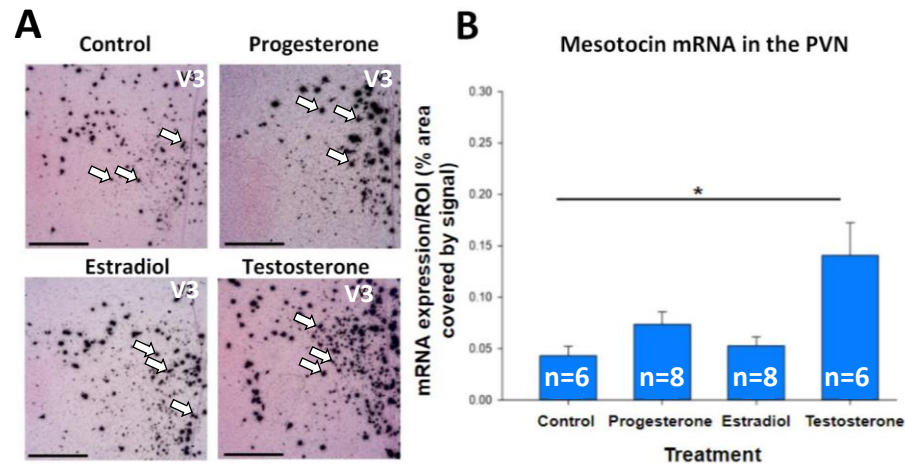 A
Control
Progesterone
V3
V3
Estradiol
Testosterone
V3
V3
B
Mesotocin mRNA in the PVN
mRNA expression/ROI (% area
covered by signal)
0.30
0.25
0.20
0.15
0.10
0.05
0.00
*
n=6
n=8
n=8
n=6
Control
Progesterone
Estradiol
Testosterone
Treatment